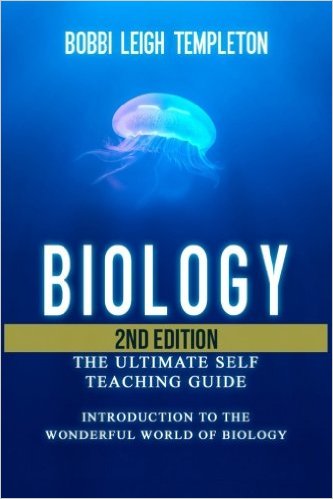 BOBBI LEIGH TEMPLETON
BIOLOGY
2ND EDITION
THE ULTIMATE SELF
TEACHING GUIDE
INTRODUCTION TO THE
WONDERFUL WORLD OF BIOLOGY